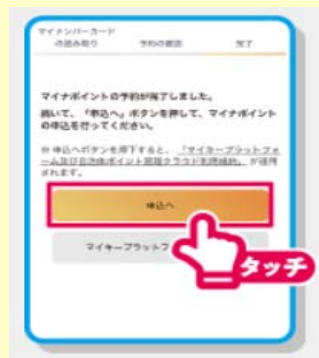 マイナンバーカード
の読み取り 予約の確認 完了
マイナポイントの予約が完了しました。
続いて、「申込へ」ボタンを押して、マイナポイント
の申込を行ってください。
※ 申込へボタンを押下すると、「マイキープラットフォ
ーム及び自治体ポイント管理クラウド利用規約」が適用
されます。
申込へ
マイキープラットフ
タッチ